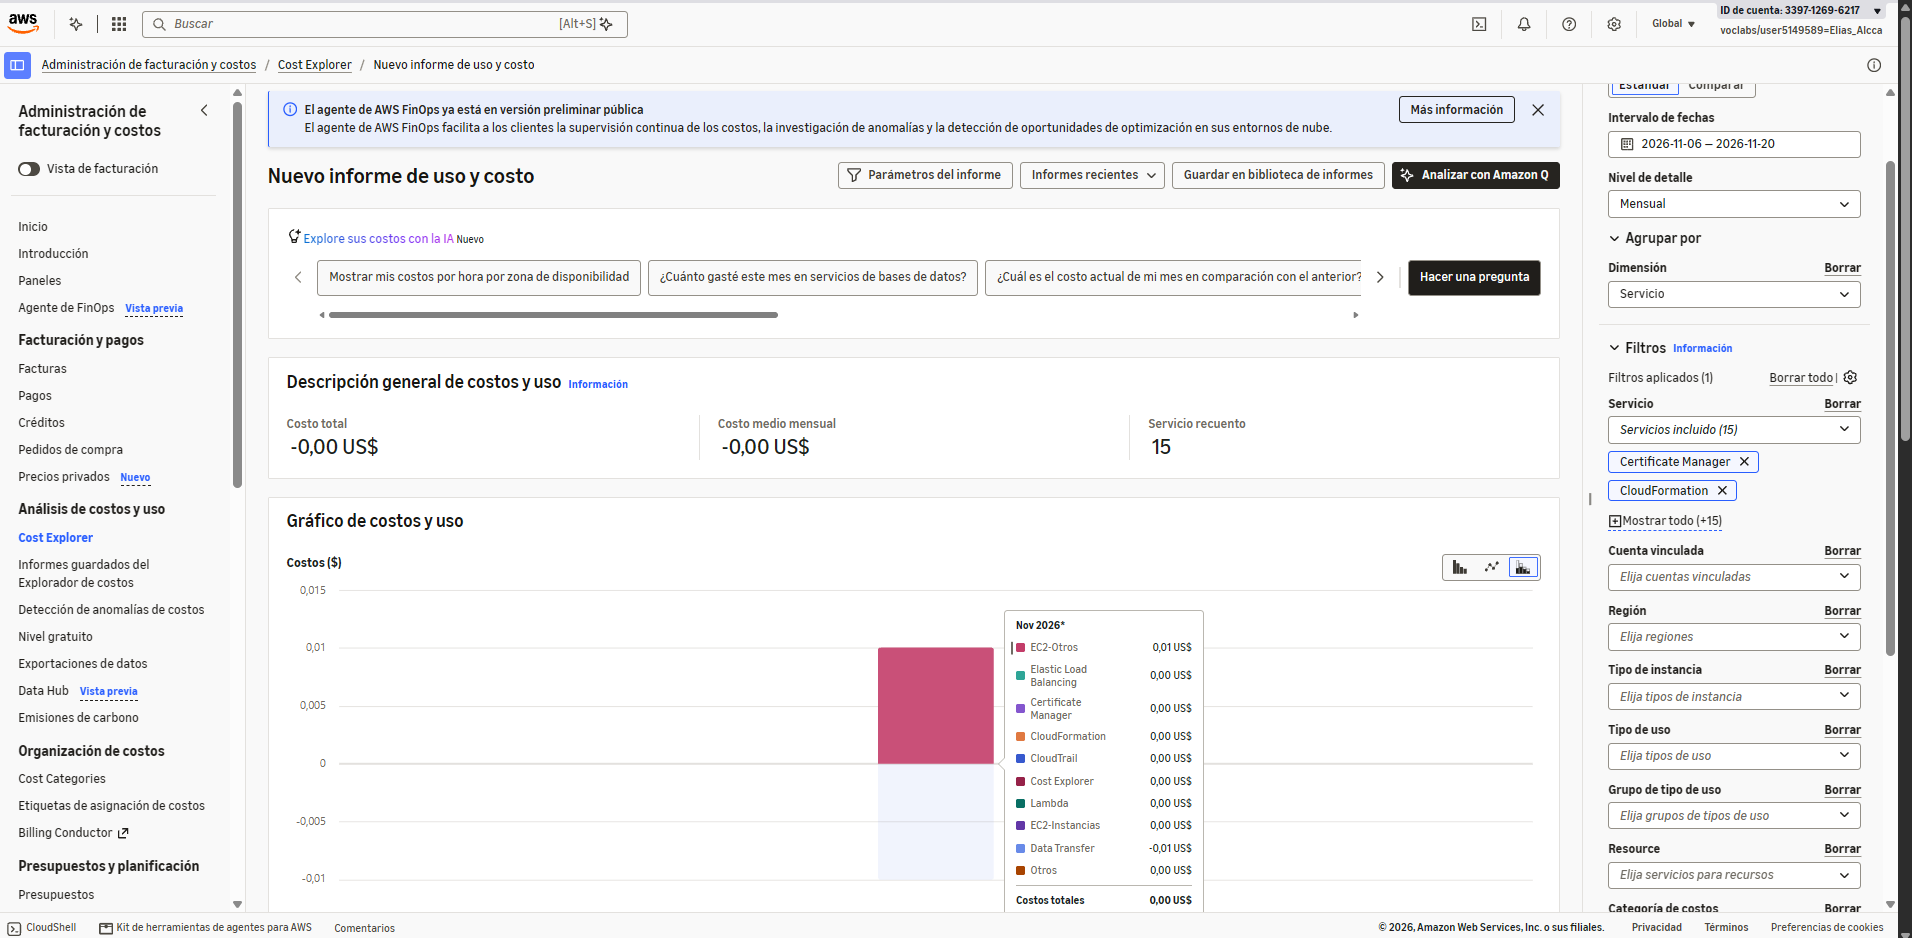 aws
Buscar
[Alt+S]
Global
ID de cuenta: 3397-1269-6217
voclabs/user5149589=Elias_Alcca
Administración de facturación y costos / Cost Explorer / Nuevo informe de uso y costo
Administración de
facturación y costos
Vista de facturación
Inicio
Introducción
Paneles
Agente de FinOps Vista previa
Facturación y pagos
Facturas
Pagos
Créditos
Pedidos de compra
Precios privados Nuevo
Análisis de costos y uso
Cost Explorer
Informes guardados del
Explorador de costos
Detección de anomalías de costos
Nivel gratuito
Exportaciones de datos
Data Hub Vista previa
Emisiones de carbono
Organización de costos
Cost Categories
Etiquetas de asignación de costos
Billing Conductor
Presupuestos y planificación
Presupuestos
El agente de AWS FinOps ya está en versión preliminar pública
El agente de AWS FinOps facilita a los clientes la supervisión continua de los costos, la investigación de anomalías y la detección de oportunidades de optimización en sus entornos de nube.
Más información
Nuevo informe de uso y costo
Parámetros del informe
Informes recientes
Guardar en biblioteca de informes
Analizar con Amazon Q
Explore sus costos con la IA Nuevo
Mostrar mis costos por hora por zona de disponibilidad
¿Cuánto gasté este mes en servicios de bases de datos?
¿Cuál es el costo actual de mi mes en comparación con el anterior?
Hacer una pregunta
Descripción general de costos y uso Información
Costo total
-0,00 US$
Costo medio mensual
-0,00 US$
Servicio recuento
15
Gráfico de costos y uso
Costos ($)
0,015
0,01
0,005
0
-0,005
-0,01
Nov 2026*
EC2-Otros 0,01 US$
Elastic Load
Balancing 0,00 US$
Certificate
Manager 0,00 US$
CloudFormation 0,00 US$
CloudTrail 0,00 US$
Cost Explorer 0,00 US$
Lambda 0,00 US$
EC2-Instancias 0,00 US$
Data Transfer -0,01 US$
Otros 0,00 US$
Costos totales 0,00 US$
Estándar Comparar
Intervalo de fechas
2026-11-06 — 2026-11-20
Nivel de detalle
Mensual
Agrupar por
Dimensión Borrar
Servicio
Filtros Información
Filtros aplicados (1) Borrar todo
Servicio Borrar
Servicios incluido (15)
Certificate Manager
CloudFormation
Mostrar todo (+15)
Cuenta vinculada Borrar
Elija cuentas vinculadas
Región Borrar
Elija regiones
Tipo de instancia Borrar
Elija tipos de instancia
Tipo de uso Borrar
Elija tipos de uso
Grupo de tipo de uso Borrar
Elija grupos de tipos de uso
Resource Borrar
Elija servicios para recursos
Categoría de costos Borrar
CloudShell
Kit de herramientas de agentes para AWS
Comentarios
© 2026, Amazon Web Services, Inc. o sus filiales.
Privacidad
Términos
Preferencias de cookies